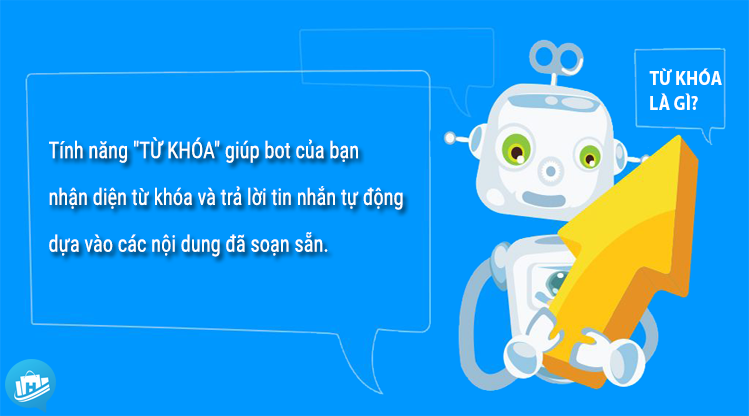 TỪ KHÓA
LÀ GÌ?
Tính năng "TỪ KHÓA" giúp bot của bạn
nhận diện từ khóa và trả lời tin nhắn tự động
dựa vào các nội dung đã soạn sẵn.